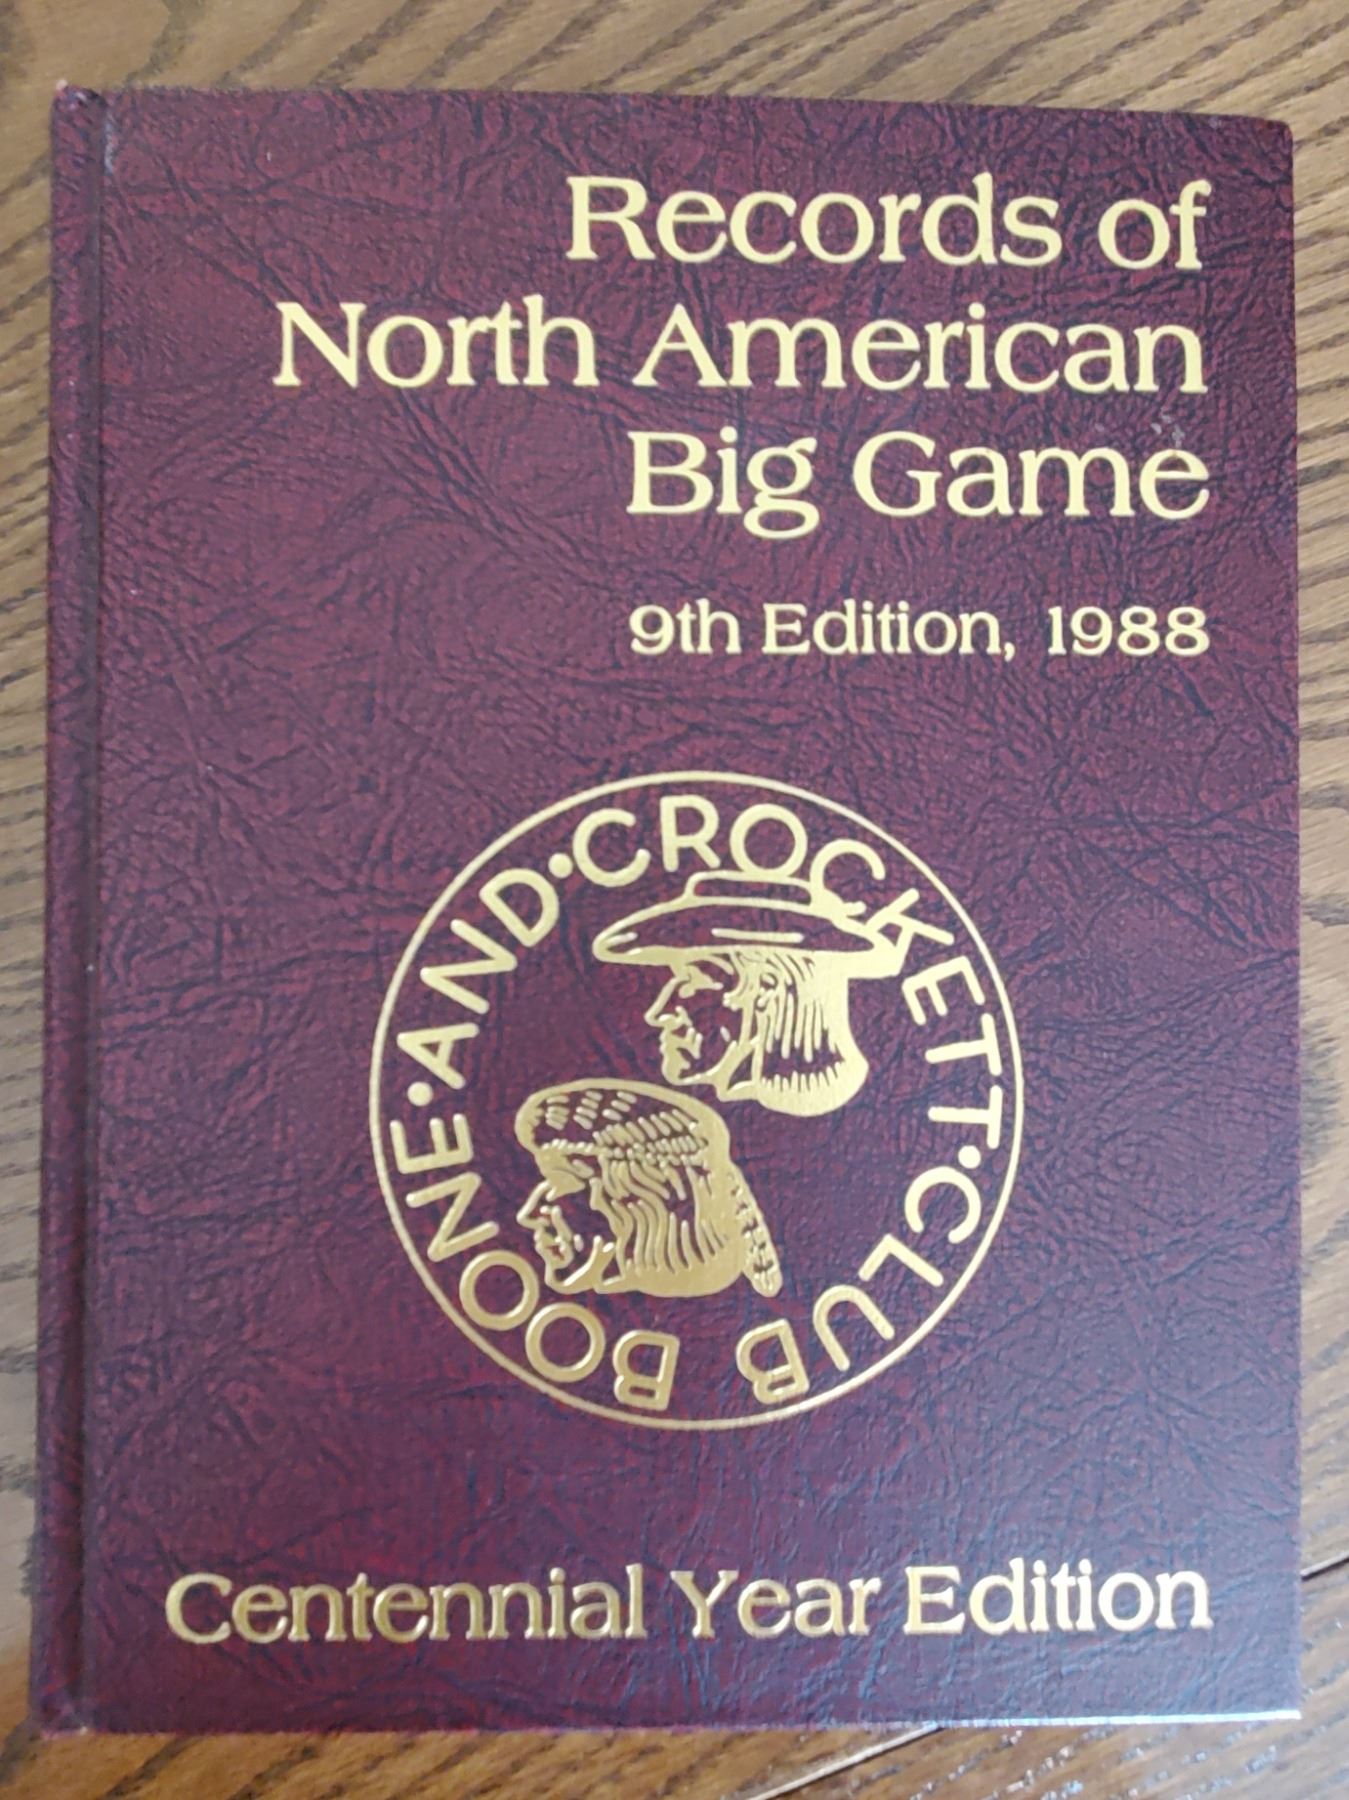 Records of
North American
Big Game
9th Edition, 1988
BOONE·AND·CROCKETT·CLUB
Centennial Year Edition